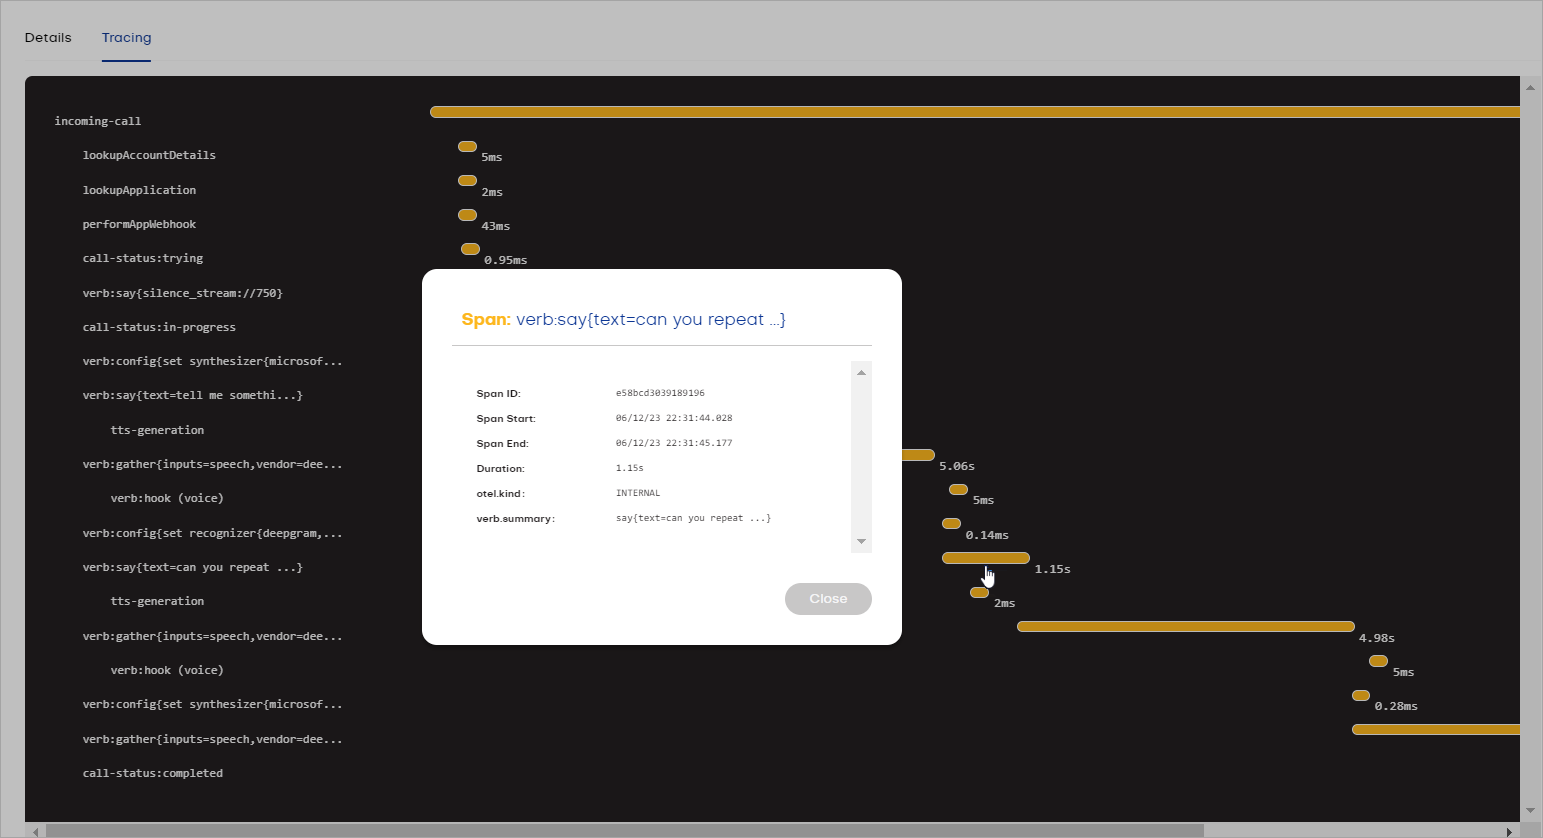 Details Tracing
incoming-call
lookupAccountDetails 5ms
lookupApplication 2ms
performAppWebhook 43ms
call-status:trying 0.95ms
verb:say{silence_stream://750}
call-status:in-progress
verb:config{set synthesizer{microsof...
verb:say{text=tell me somethi...}
tts-generation
verb:gather{inputs=speech,vendor=dee... 5.06s
verb:hook (voice) 5ms
verb:config{set recognizer{deepgram,... 0.14ms
verb:say{text=can you repeat ...} 1.15s
tts-generation 2ms
verb:gather{inputs=speech,vendor=dee... 4.98s
verb:hook (voice) 5ms
verb:config{set synthesizer{microsof... 0.28ms
verb:gather{inputs=speech,vendor=dee...
call-status:completed
Span: verb:say{text=can you repeat ...}
Span ID: e58bcd3039189196
Span Start: 06/12/23 22:31:44.028
Span End: 06/12/23 22:31:45.177
Duration: 1.15s
otel.kind: INTERNAL
verb.summary: say{text=can you repeat ...}
Close